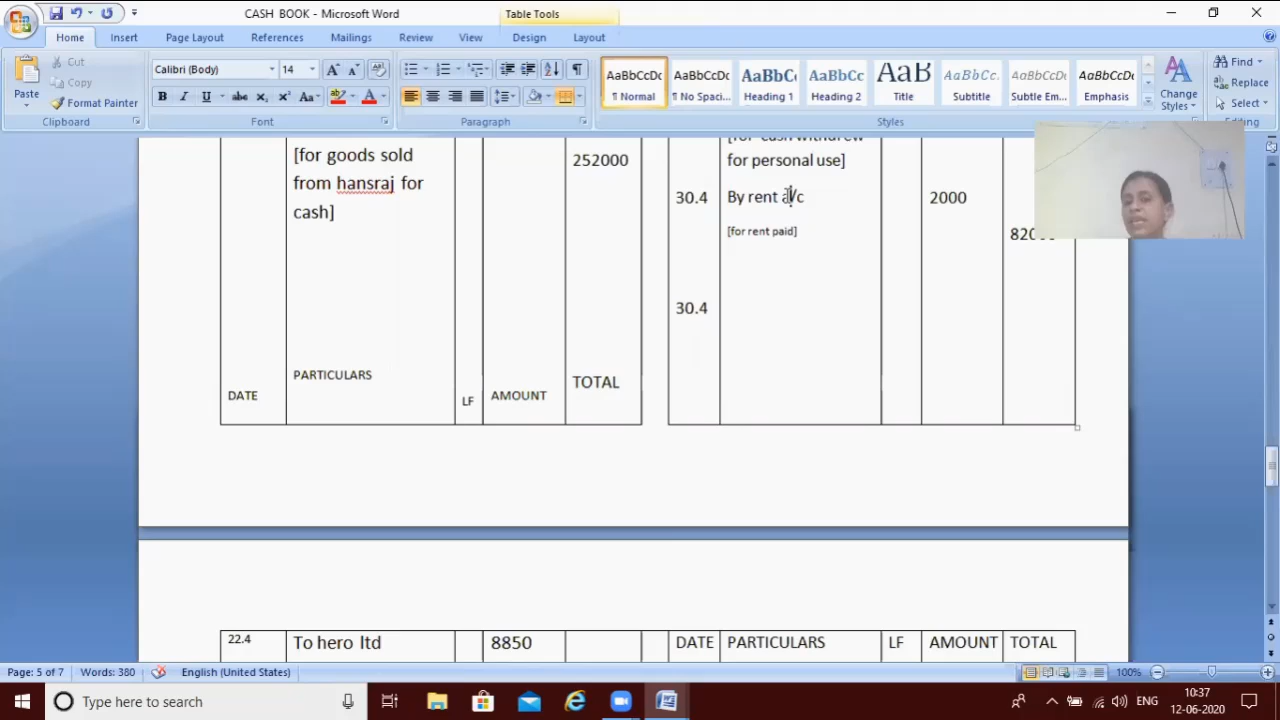 CASH BOOK - Microsoft Word
Table Tools
Home
Insert
Page Layout
References
Mailings
Review
View
Design
Layout
Paste
Cut
Copy
Format Painter
Clipboard
Calibri (Body)
14
Font
Paragraph
AaBbCcDc
¶ Normal
AaBbCcDc
¶ No Spaci...
AaBbCc
Heading 1
AaBbCc
Heading 2
AaB
Title
AaBbCc.
Subtitle
AaBbCcDc
Subtle Em...
AaBbCcDc
Emphasis
Change
Styles
Styles
Find
Replace
Select
Editing
[for goods sold
from hansraj for
cash]
252000
[for cash withdrew
for personal use]
30.4
By rent a/c
2000
[for rent paid]
30.4
DATE
PARTICULARS
LF
AMOUNT
TOTAL
22.4
To hero ltd
8850
DATE
PARTICULARS
LF
AMOUNT
TOTAL
Page: 5 of 7
Words: 380
English (United States)
100%
Type here to search
ENG
10:37
12-06-2020